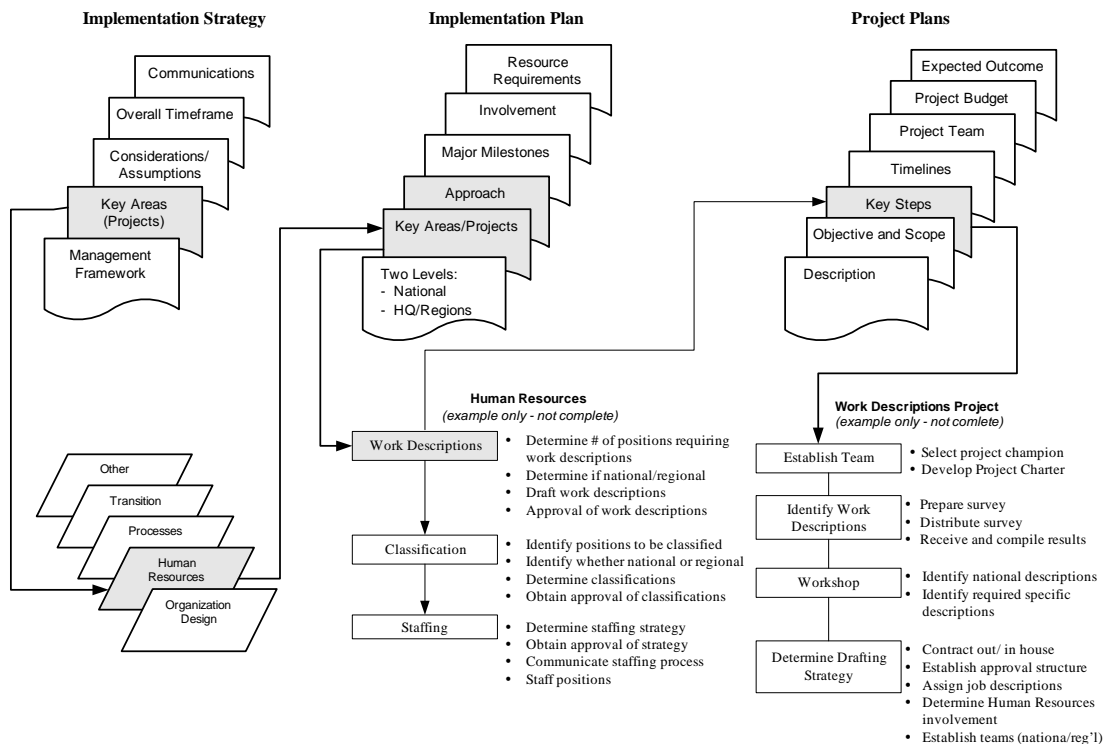 Implementation Strategy
Communications
Overall Timeframe
Considerations/
Assumptions
Key Areas
(Projects)
Management
Framework
Other
Transition
Processes
Human
Resources
Organization
Design
Implementation Plan
Resource
Requirements
Involvement
Major Milestones
Approach
Key Areas/Projects
Two Levels:
- National
- HQ/Regions
Human Resources
(example only - not complete)
Work Descriptions
• Determine # of positions requiring
work descriptions
• Determine if national/regional
• Draft work descriptions
• Approval of work descriptions
Classification
• Identify positions to be classified
• Identify whether national or regional
• Determine classifications
• Obtain approval of classifications
Staffing
• Determine staffing strategy
• Obtain approval of strategy
• Communicate staffing process
• Staff positions
Project Plans
Expected Outcome
Project Budget
Project Team
Timelines
Key Steps
Objective and Scope
Description
Work Descriptions Project
(example only - not comlete)
Establish Team
• Select project champion
• Develop Project Charter
Identify Work
Descriptions
• Prepare survey
• Distribute survey
• Receive and compile results
Workshop
• Identify national descriptions
• Identify required specific
descriptions
Determine Drafting
Strategy
• Contract out/ in house
• Establish approval structure
• Assign job descriptions
• Determine Human Resources
involvement
• Establish teams (nationa/reg'l)